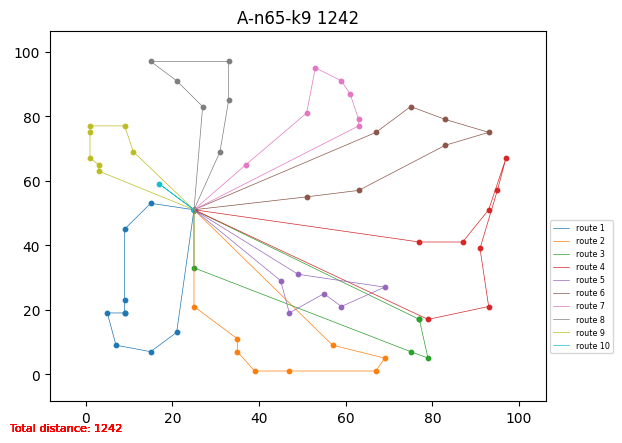 A-n65-k9 1242
100
80
60
40
20
0
0 20 40 60 80 100
route 1
route 2
route 3
route 4
route 5
route 6
route 7
route 8
route 9
route 10
Total distance: 1242